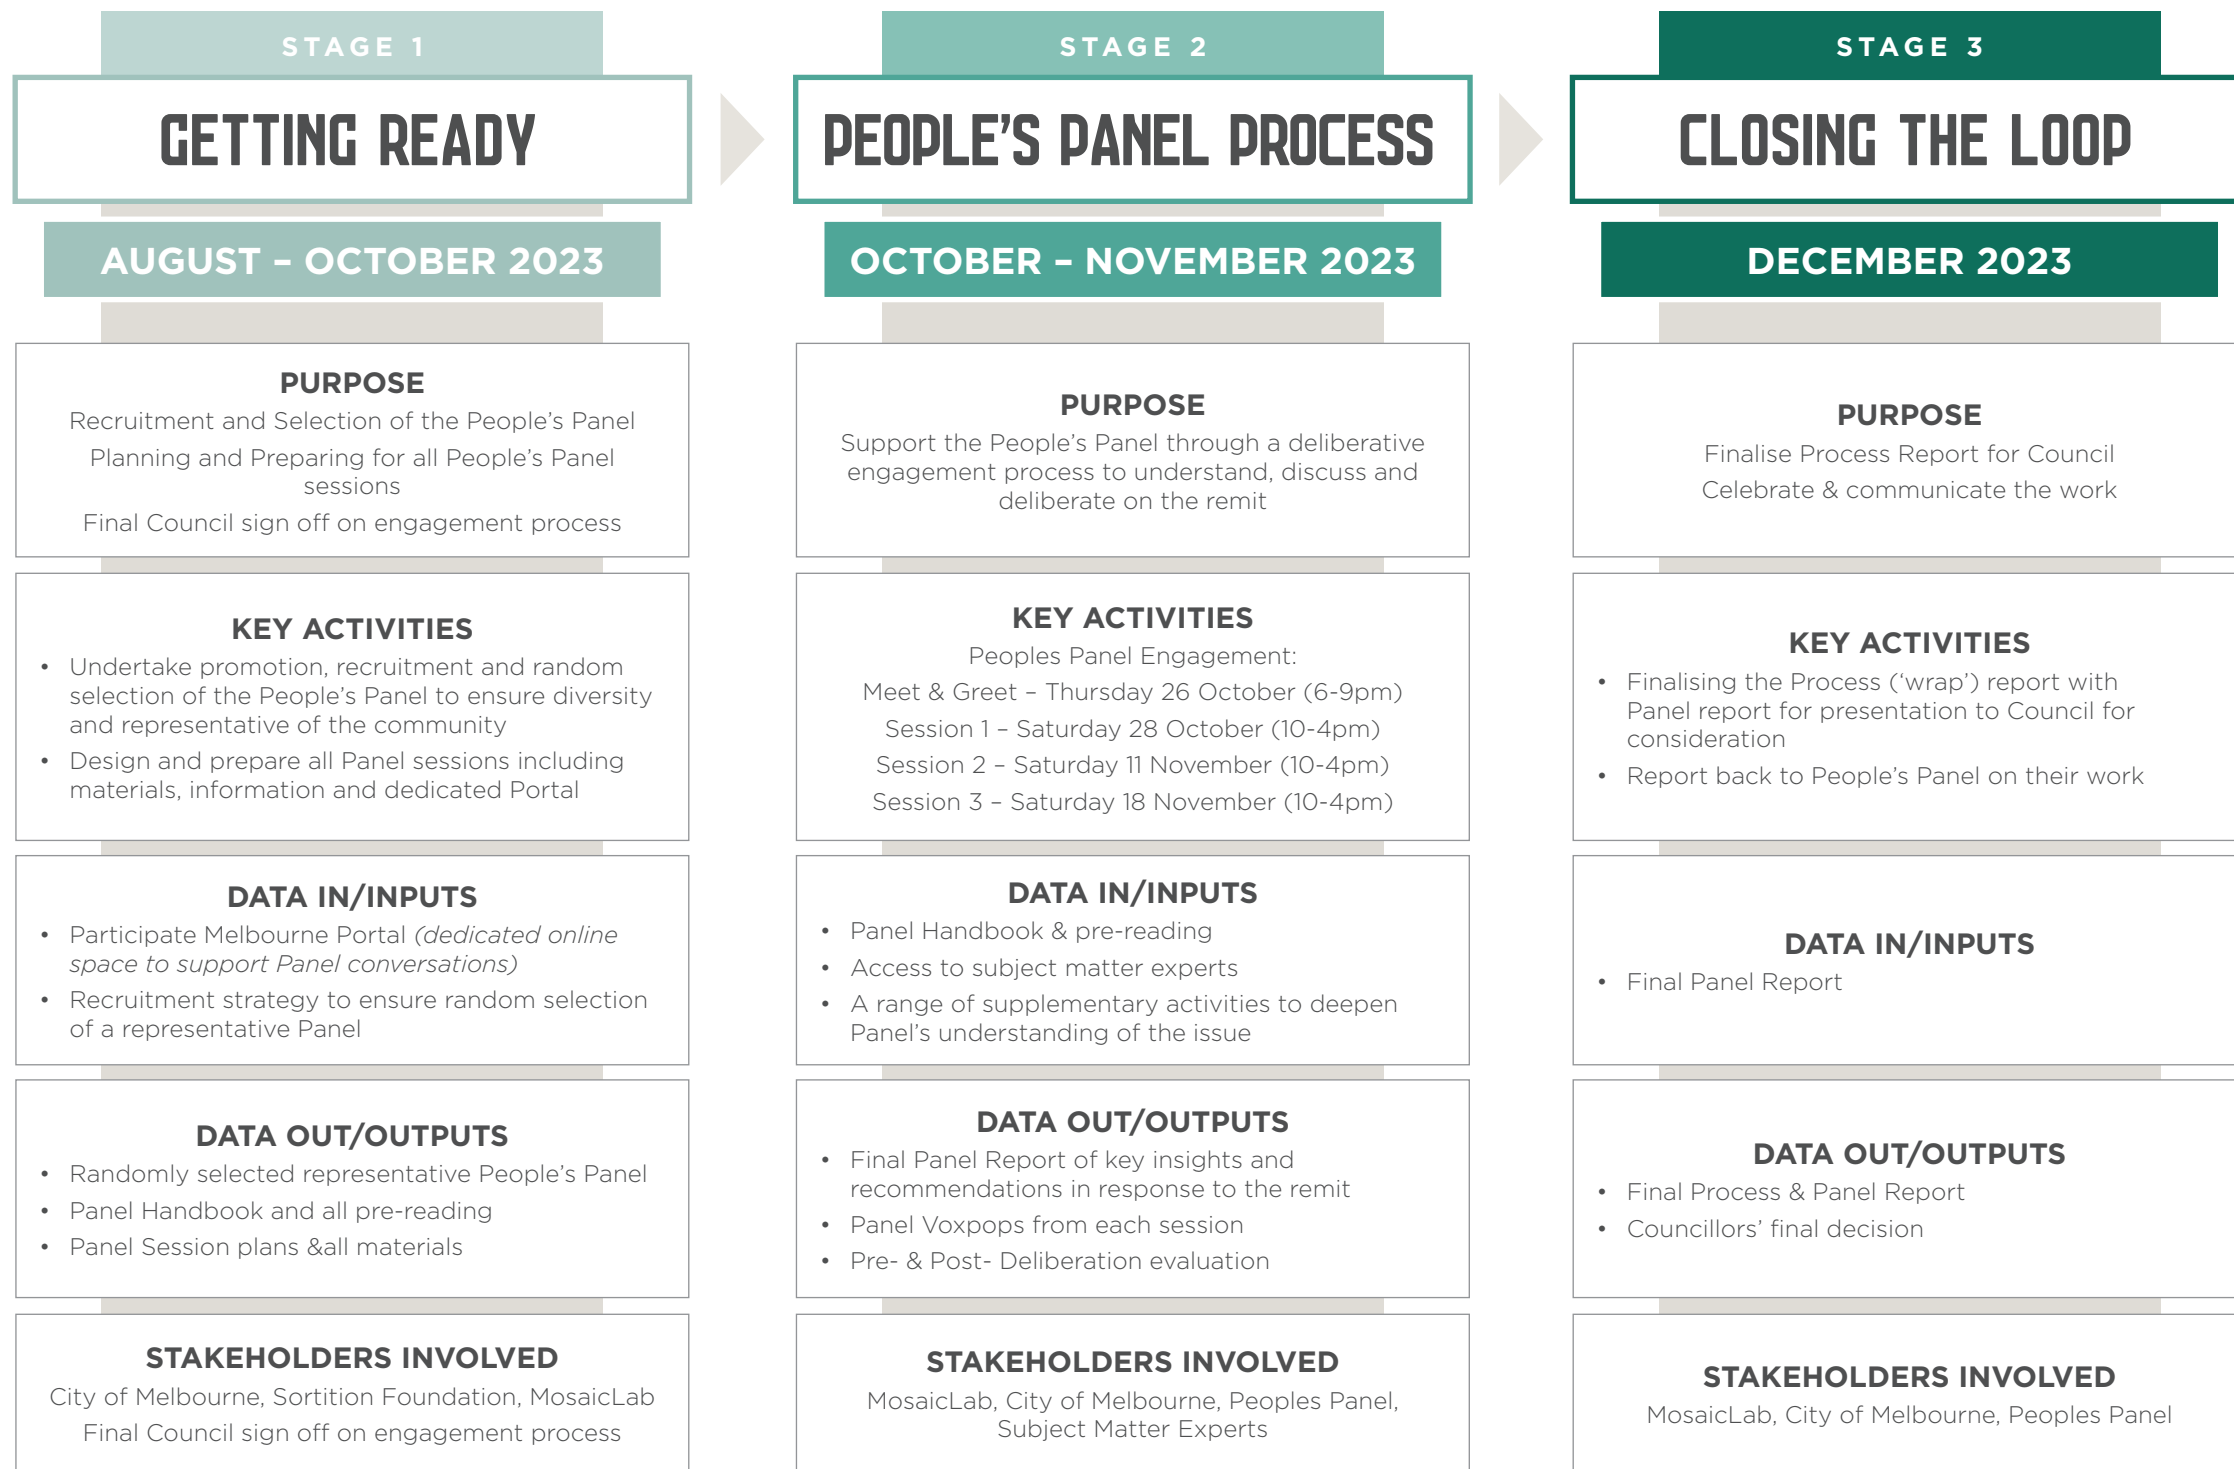 STAGE 1
GETTING READY
AUGUST – OCTOBER 2023
PURPOSE
Recruitment and Selection of the People's Panel
Planning and Preparing for all People's Panel
sessions
Final Council sign off on engagement process
KEY ACTIVITIES
• Undertake promotion, recruitment and random
selection of the People's Panel to ensure diversity
and representative of the community
• Design and prepare all Panel sessions including
materials, information and dedicated Portal
DATA IN/INPUTS
• Participate Melbourne Portal (dedicated online
space to support Panel conversations)
• Recruitment strategy to ensure random selection
of a representative Panel
DATA OUT/OUTPUTS
• Randomly selected representative People's Panel
• Panel Handbook and all pre-reading
• Panel Session plans &all materials
STAKEHOLDERS INVOLVED
City of Melbourne, Sortition Foundation, MosaicLab
Final Council sign off on engagement process
STAGE 2
PEOPLE'S PANEL PROCESS
OCTOBER – NOVEMBER 2023
PURPOSE
Support the People's Panel through a deliberative
engagement process to understand, discuss and
deliberate on the remit
KEY ACTIVITIES
Peoples Panel Engagement:
Meet & Greet – Thursday 26 October (6-9pm)
Session 1 – Saturday 28 October (10-4pm)
Session 2 – Saturday 11 November (10-4pm)
Session 3 – Saturday 18 November (10-4pm)
DATA IN/INPUTS
• Panel Handbook & pre-reading
• Access to subject matter experts
• A range of supplementary activities to deepen
Panel's understanding of the issue
DATA OUT/OUTPUTS
• Final Panel Report of key insights and
recommendations in response to the remit
• Panel Voxpops from each session
• Pre- & Post- Deliberation evaluation
STAKEHOLDERS INVOLVED
MosaicLab, City of Melbourne, Peoples Panel,
Subject Matter Experts
STAGE 3
CLOSING THE LOOP
DECEMBER 2023
PURPOSE
Finalise Process Report for Council
Celebrate & communicate the work
KEY ACTIVITIES
• Finalising the Process ('wrap') report with
Panel report for presentation to Council for
consideration
• Report back to People's Panel on their work
DATA IN/INPUTS
• Final Panel Report
DATA OUT/OUTPUTS
• Final Process & Panel Report
• Councillors' final decision
STAKEHOLDERS INVOLVED
MosaicLab, City of Melbourne, Peoples Panel